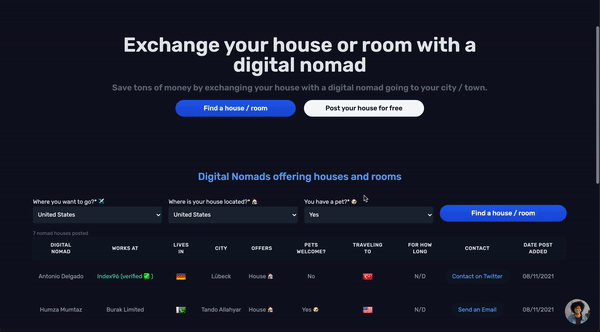 Exchange your house or room with a
digital nomad
Save tons of money by exchanging your house with a digital nomad going to your city / town.
Find a house / room
Post your house for free
Digital Nomads offering houses and rooms
Where you want to go?*
Where is your house located?*
You have a pet?*
United States
United States
Yes
Find a house / room
7 nomad houses posted
DIGITAL NOMAD WORKS AT LIVES IN CITY OFFERS PETS WELCOME? TRAVELING TO FOR HOW LONG CONTACT DATE POST ADDED
Antonio Delgado Index96 (verified ✅ ) Lübeck House No N/D Contact on Twitter 08/11/2021
Humza Mumtaz Burak Limited Tando Allahyar House Yes N/D Send an Email 08/11/2021